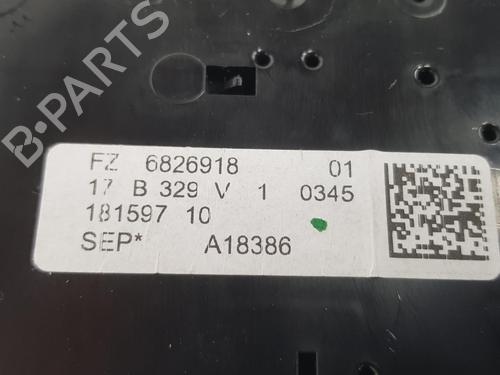 B-PARTS
FZ 6826918 01
17 B 329 V 1 0345
181597 10
SEP* A18386